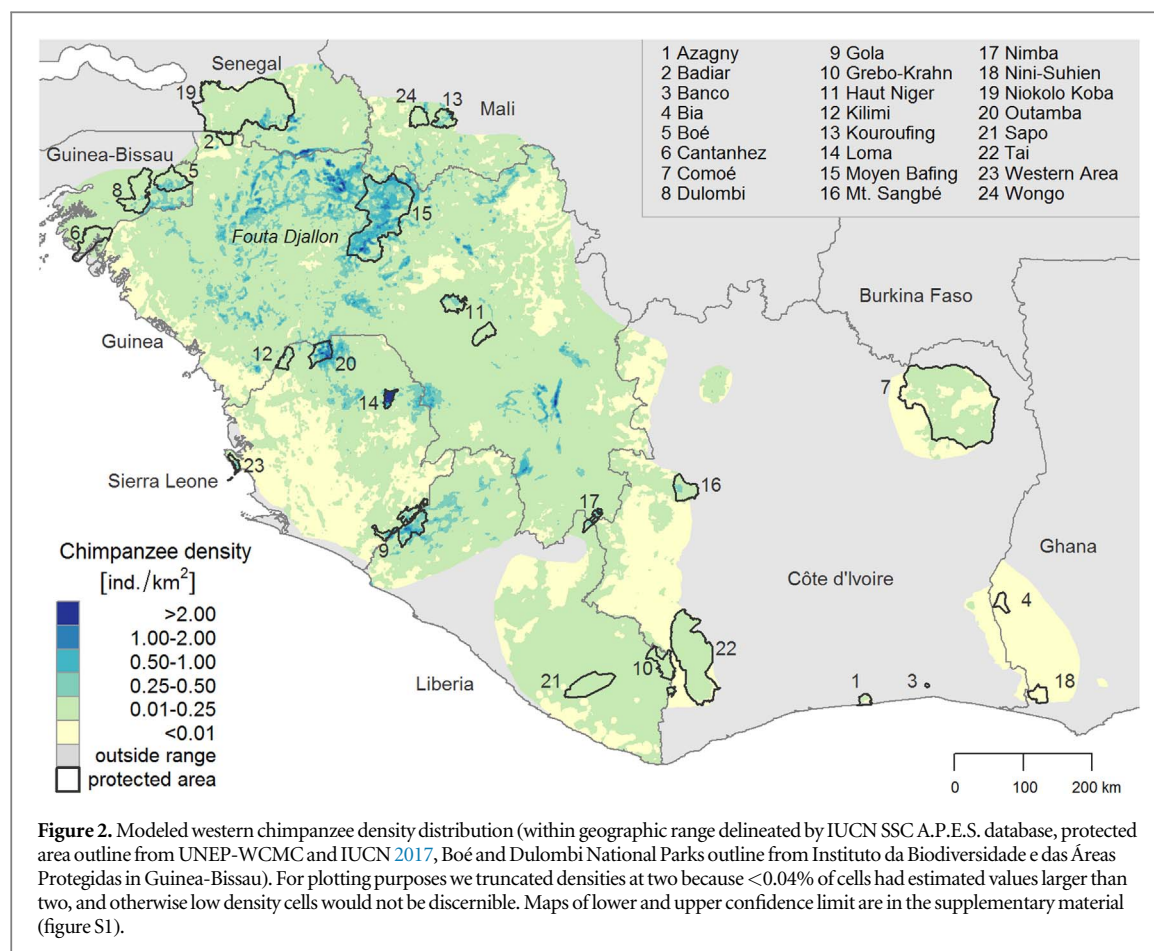 Senegal
1 Azagny
2 Badiar
3 Banco
4 Bia
5 Boé
6 Cantanhez
7 Comoé
8 Dulombi
9 Gola
10 Grebo-Krahn
11 Haut Niger
12 Kilimi
13 Kouroufing
14 Loma
15 Moyen Bafing
16 Mt. Sangbé
17 Nimba
18 Nini-Suhien
19 Niokolo Koba
20 Outamba
21 Sapo
22 Tai
23 Western Area
24 Wongo
19
24
13
Mali
2
Guinea-Bissau
5
8
15
6
Fouta Djallon
Burkina Faso
11
Guinea
12
20
7
14
23
16
Sierra Leone
17
9
Ghana
Chimpanzee density
[ind./km²]
>2.00
1.00-2.00
0.50-1.00
0.25-0.50
0.01-0.25
<0.01
outside range
protected area
Côte d'Ivoire
4
22
10
21
Liberia
1
3
18
0 100 200 km
Figure 2. Modeled western chimpanzee density distribution (within geographic range delineated by IUCN SSC A.P.E.S. database, protected
area outline from UNEP-WCMC and IUCN 2017, Boé and Dulombi National Parks outline from Instituto da Biodiversidade e das Áreas
Protegidas in Guinea-Bissau). For plotting purposes we truncated densities at two because <0.04% of cells had estimated values larger than
two, and otherwise low density cells would not be discernible. Maps of lower and upper confidence limit are in the supplementary material
(figure S1).